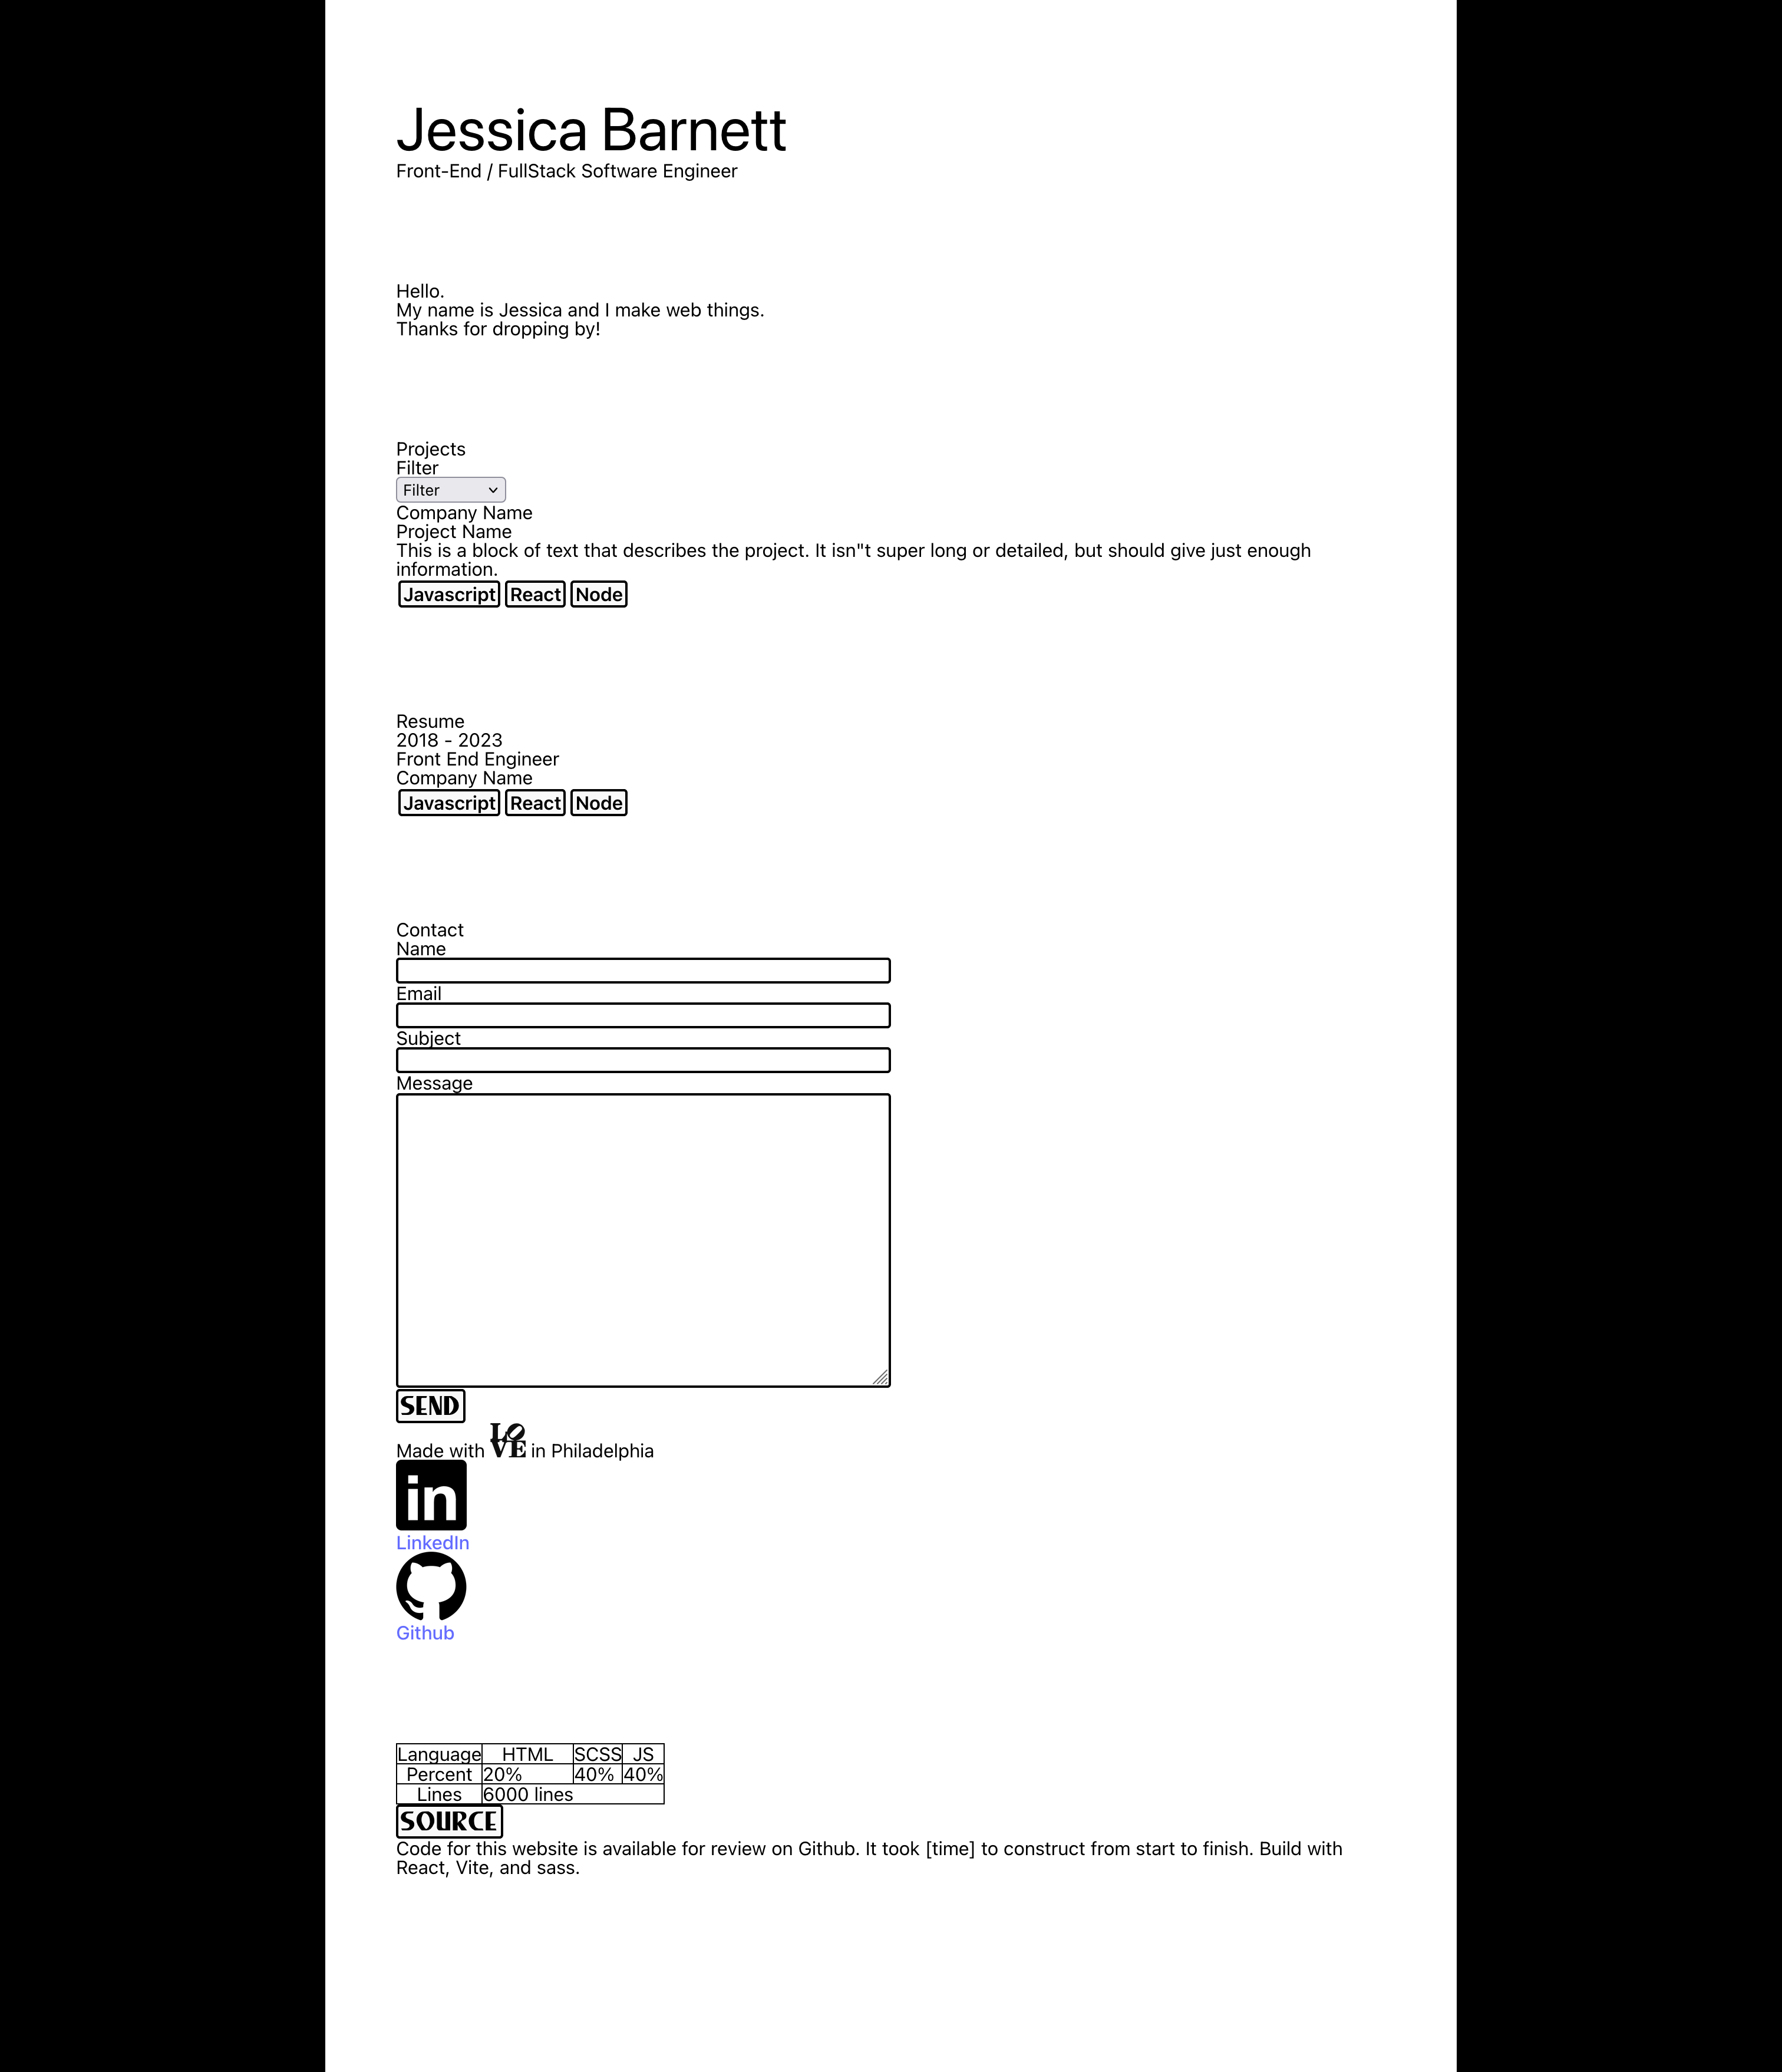 Jessica Barnett
Front-End / FullStack Software Engineer
Hello.
My name is Jessica and I make web things.
Thanks for dropping by!
Projects
Filter
Filter
Company Name
Project Name
This is a block of text that describes the project. It isn"t super long or detailed, but should give just enough
information.
Javascript React Node
Resume
2018 - 2023
Front End Engineer
Company Name
Javascript React Node
Contact
Name
Email
Subject
Message
SEND
Made with LOVE in Philadelphia
in
LinkedIn
Github
Language HTML SCSS JS
Percent 20% 40% 40%
Lines 6000 lines
SOURCE
Code for this website is available for review on Github. It took [time] to construct from start to finish. Build with
React, Vite, and sass.